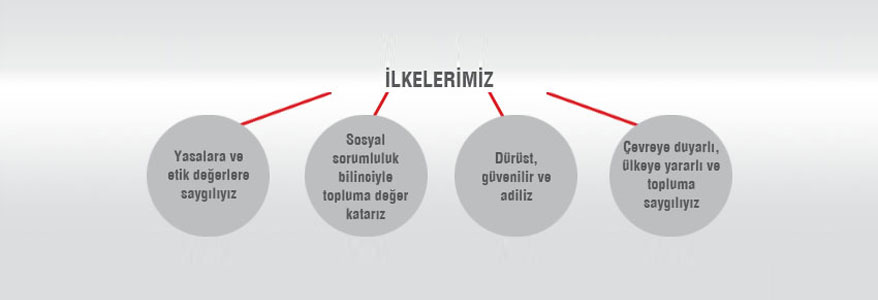 İLKELERİMİZ
Yasalara ve
etik değerlere
saygılıyız
Sosyal
sorumluluk
bilinciyle
topluma değer
katarız
Dürüst,
güvenilir ve
adiliz
Çevreye duyarlı,
ülkeye yararlı ve
topluma
saygılıyız